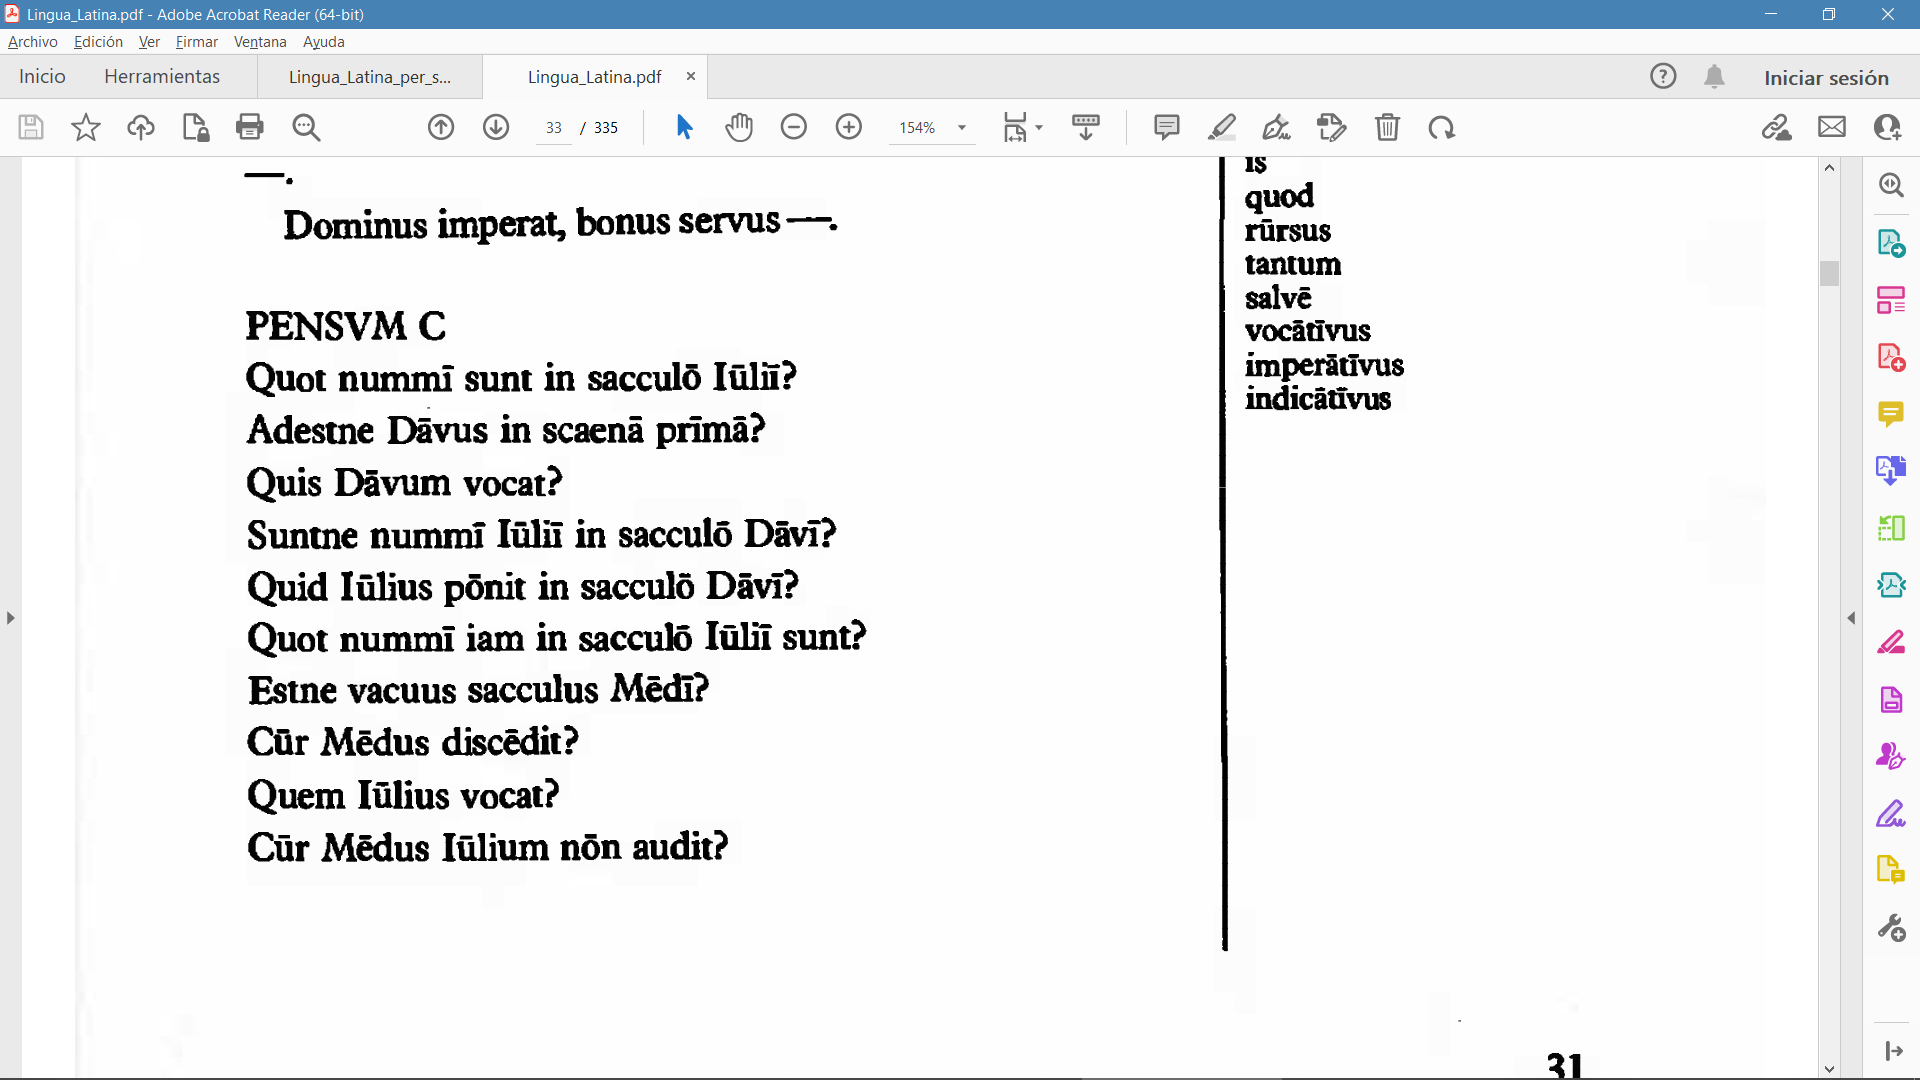 Lingua_Latina.pdf - Adobe Acrobat Reader (64-bit)
Archivo Edición Ver Firmar Ventana Ayuda
Inicio Herramientas Lingua_Latina_per_s... Lingua_Latina.pdf Iniciar sesión
33 / 335 154%
—.
Dominus imperat, bonus servus —.
PENSVM C
Quot nummī sunt in sacculō Iūliī?
Adestne Dāvus in scaenā prīmā?
Quis Dāvum vocat?
Suntne nummī Iūliī in sacculō Dāvī?
Quid Iūlius pōnit in sacculō Dāvī?
Quot nummī iam in sacculō Iūliī sunt?
Estne vacuus sacculus Mēdī?
Cūr Mēdus discēdit?
Quem Iūlius vocat?
Cūr Mēdus Iūlium nōn audit?
is
quod
rūrsus
tantum
salvē
vocātīvus
imperātīvus
indicātīvus
31